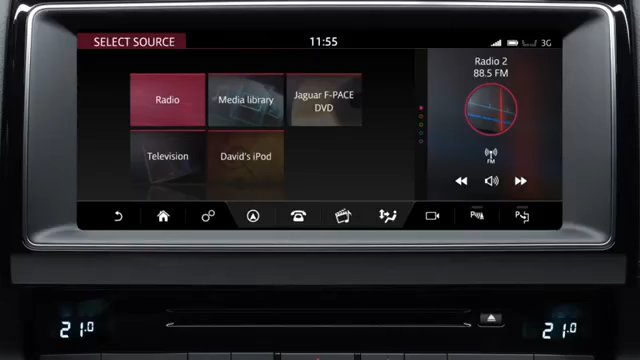 SELECT SOURCE
11:55
3G
Radio
Media library
Jaguar F-PACE
DVD
Television
David's iPod
Radio 2
88.5 FM
FM
21.0
21.0